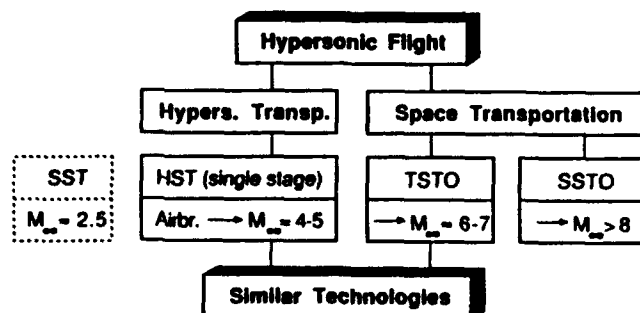 Hypersonic Flight
Hypers. Transp.
Space Transportation
SST
HST (single stage)
TSTO
SSTO
M∞ = 2.5
Airbr. → M∞ = 4-5
→ M∞ = 6-7
→ M∞ > 8
Similar Technologies